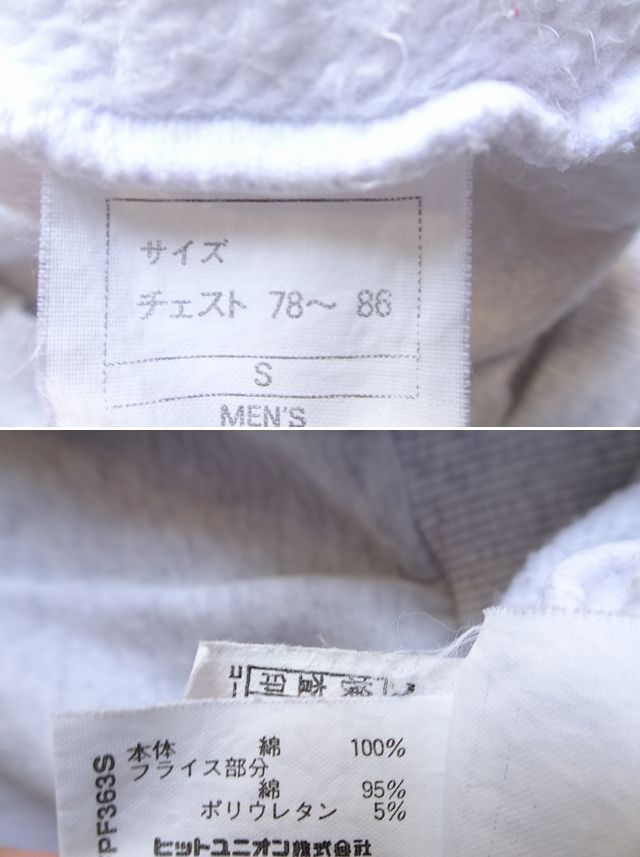 サイズ
チェスト 78～ 86
S
MEN'S
本体 綿 100%
フライス部分
綿 95%
ポリウレタン 5%
ヒットユニオン株式会社
PF363S